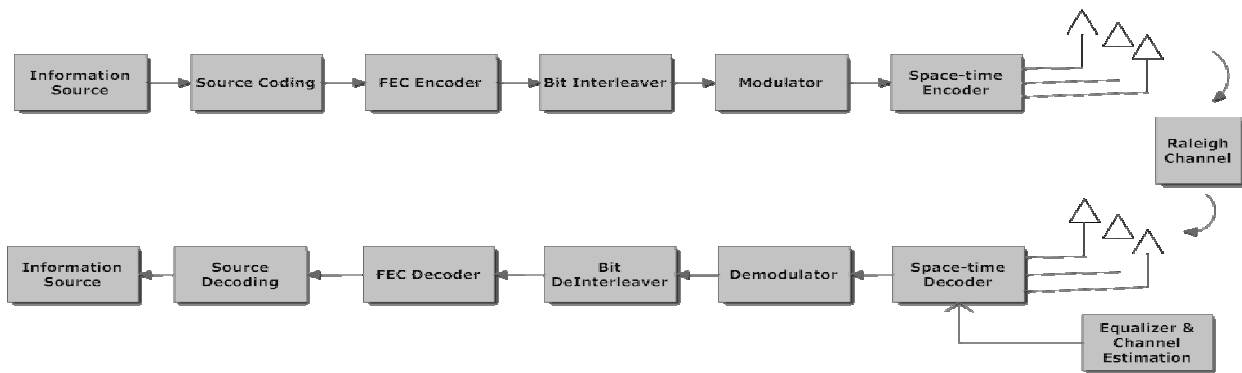 Information
Source
Source Coding
FEC Encoder
Bit Interleaver
Modulator
Space-time
Encoder
Raleigh
Channel
Information
Source
Source
Decoding
FEC Decoder
Bit
DeInterleaver
Demodulator
Space-time
Decoder
Equalizer &
Channel
Estimation